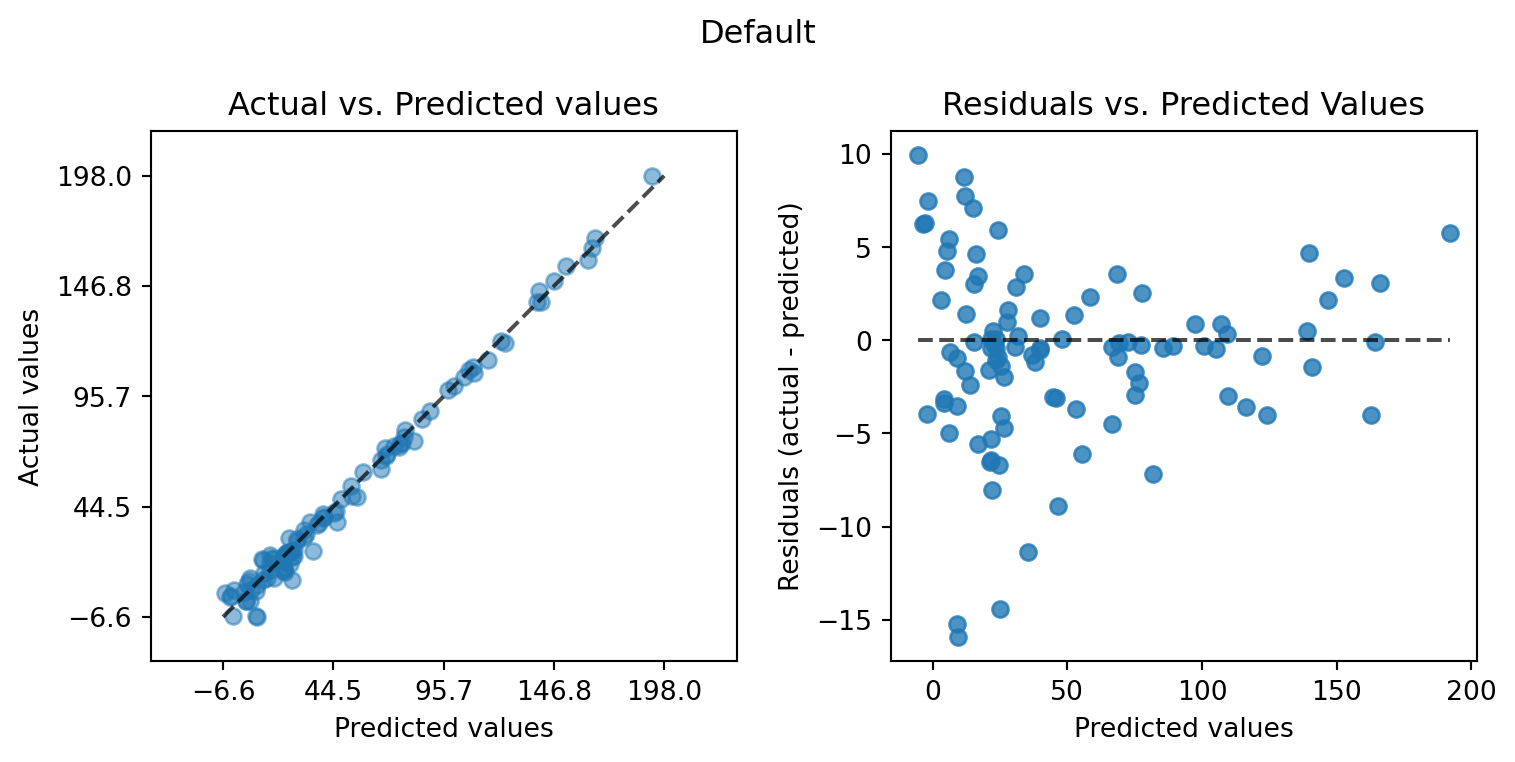 Default
Actual vs. Predicted values
Actual values
198.0
146.8
95.7
44.5
−6.6
−6.6 44.5 95.7 146.8 198.0
Predicted values
Residuals vs. Predicted Values
Residuals (actual - predicted)
10
5
0
−5
−10
−15
0 50 100 150 200
Predicted values